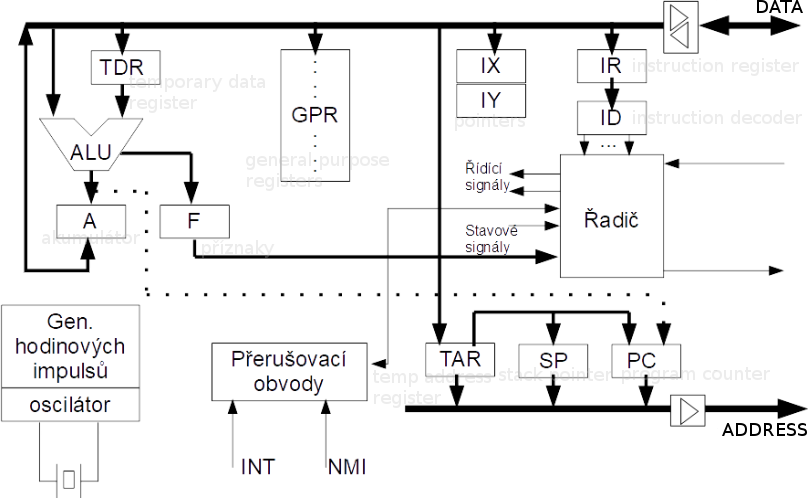 DATA
TDR
temporary data
register
GPR
general purpose
registers
IX
IY
pointers
IR
instruction register
ID
instruction decoder
...
ALU
A
akumulátor
F
příznaky
Řídící
signály
Stavové
signály
Řadič
Gen.
hodinových
impulsů
oscilátor
Přerušovací
obvody
INT
NMI
TAR
temp address
register
SP
stack pointer
PC
program counter
ADDRESS